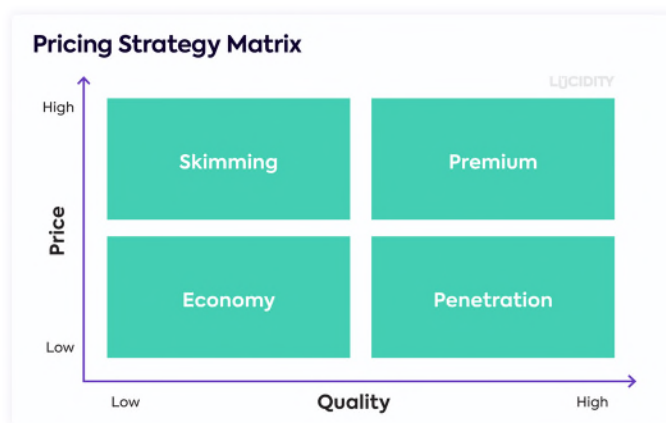 Pricing Strategy Matrix
LUCIDITY
High
Skimming
Premium
Price
Economy
Penetration
Low
Low
Quality
High